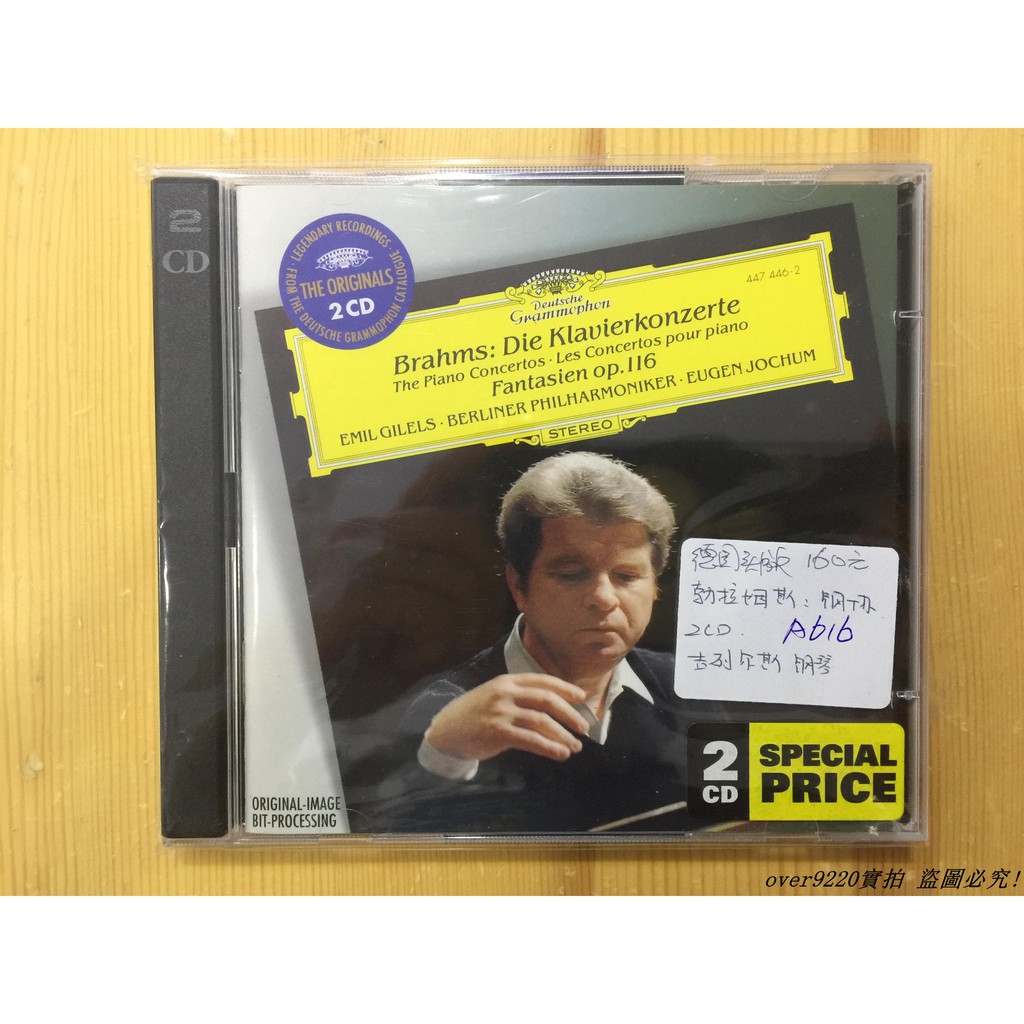 2
CD
LEGENDARY RECORDINGS · FROM THE DEUTSCHE GRAMMOPHON CATALOGUE ·
THE ORIGINALS
2 CD
447 446-2
Deutsche
Grammophon
Brahms: Die Klavierkonzerte
The Piano Concertos · Les Concertos pour piano
Fantasien op. 116
EMIL GILELS · BERLINER PHILHARMONIKER · EUGEN JOCHUM
STEREO
德国 160元
勃拉姆斯:钢协
2CD. A616
吉列尔斯 钢琴
2
CD
SPECIAL
PRICE
ORIGINAL-IMAGE
BIT-PROCESSING
over9220實拍 盜圖必究!